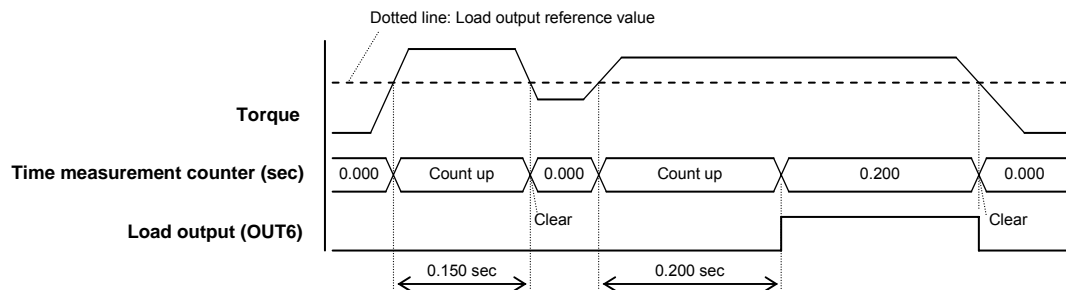 Dotted line: Load output reference value
Torque
Time measurement counter (sec)
0.000
Count up
0.000
Count up
0.200
0.000
Clear
Clear
Load output (OUT6)
0.150 sec
0.200 sec